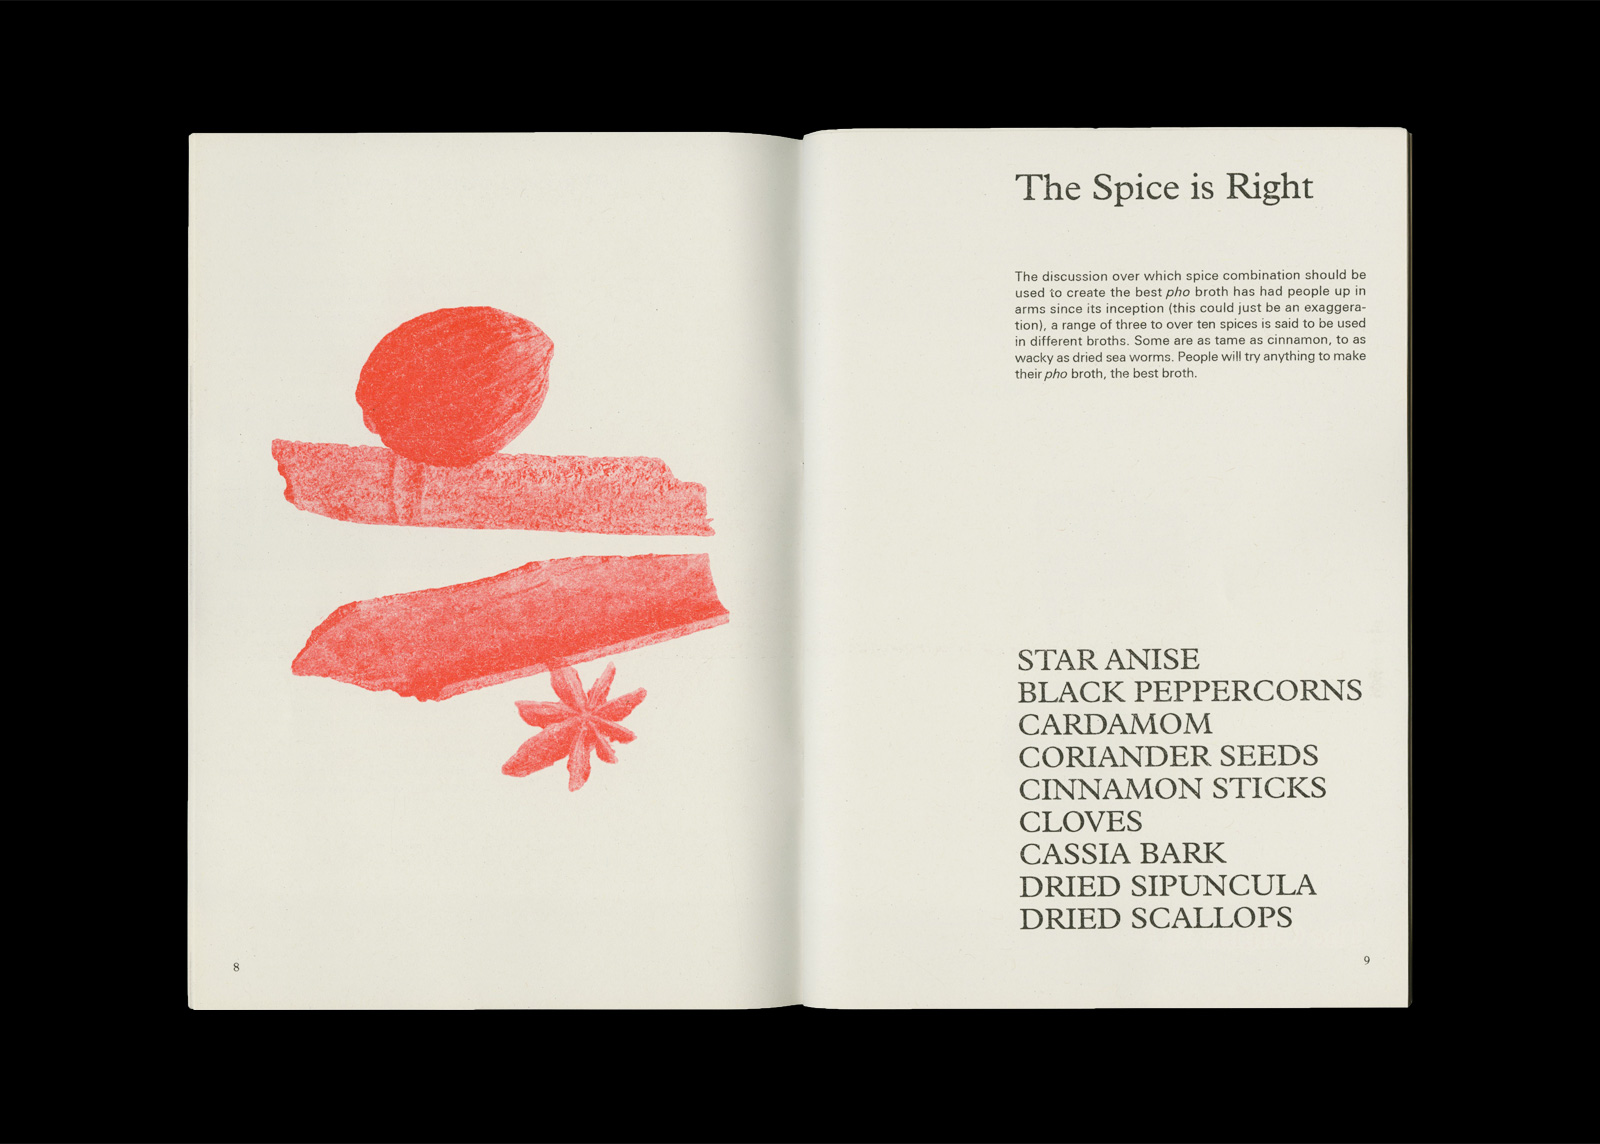 The Spice is Right
The discussion over which spice combination should be
used to create the best pho broth has had people up in
arms since its inception (this could just be an exaggera-
tion), a range of three to over ten spices is said to be used
in different broths. Some are as tame as cinnamon, to as
wacky as dried sea worms. People will try anything to make
their pho broth, the best broth.
STAR ANISE
BLACK PEPPERCORNS
CARDAMOM
CORIANDER SEEDS
CINNAMON STICKS
CLOVES
CASSIA BARK
DRIED SIPUNCULA
DRIED SCALLOPS
8
9